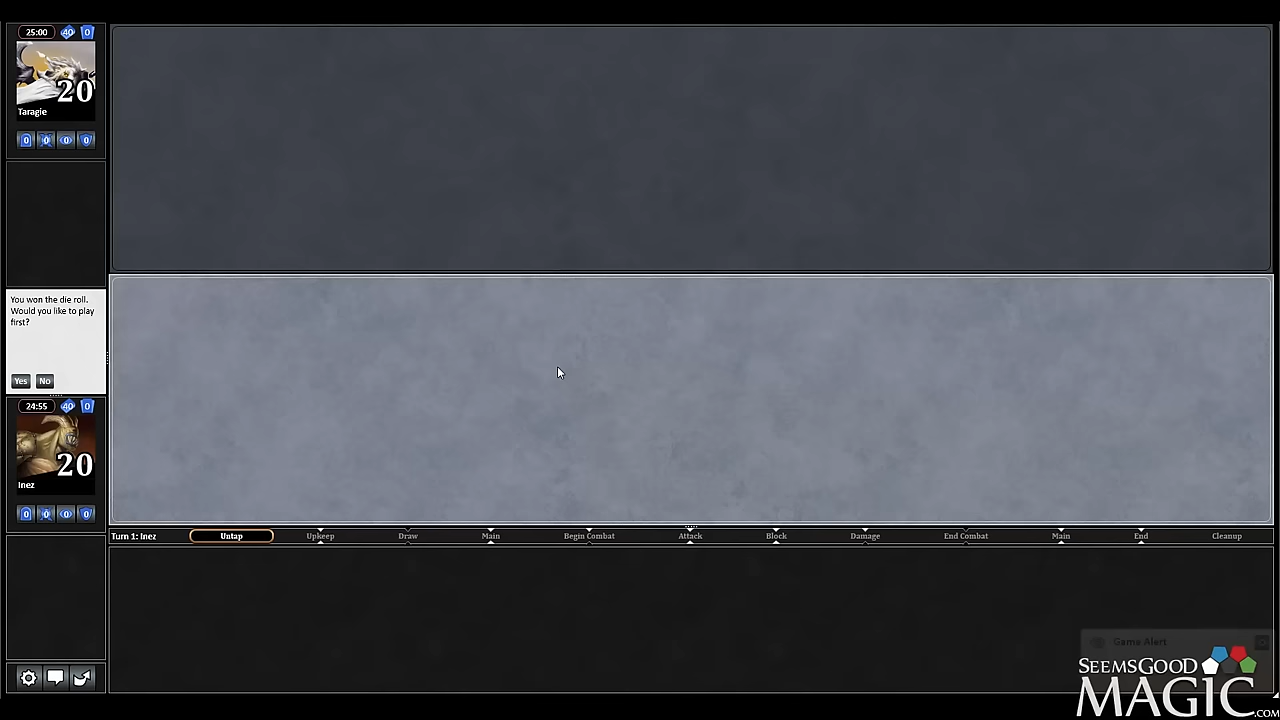 25:00 40 0
20
Taragie
0 0 0 0
You won the die roll.
Would you like to play
first?
Yes No
24:55 40 0
20
Inez
0 0 0 0
Turn 1: Inez Untap Upkeep Draw Main Begin Combat Attack Block Damage End Combat Main End Cleanup
Game Alert
SEEMSGOOD
MAGIC.COM